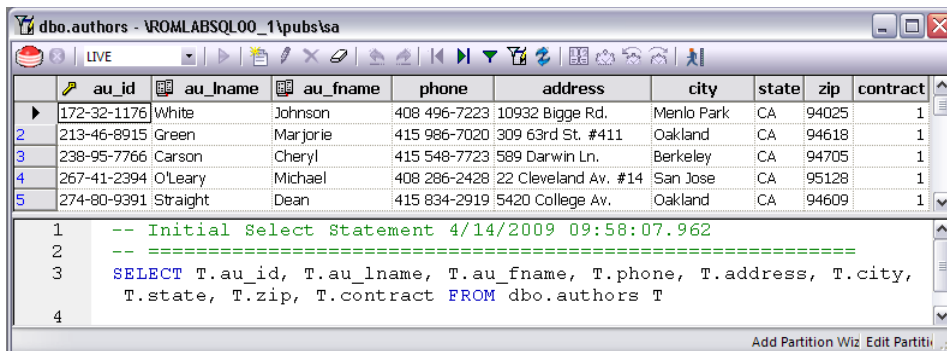 dbo.authors - \ROMLABSQL00_1\pubs\sa
LIVE
au_id au_lname au_fname phone address city state zip contract
172-32-1176 White Johnson 408 496-7223 10932 Bigge Rd. Menlo Park CA 94025 1
2 213-46-8915 Green Marjorie 415 986-7020 309 63rd St. #411 Oakland CA 94618 1
3 238-95-7766 Carson Cheryl 415 548-7723 589 Darwin Ln. Berkeley CA 94705 1
4 267-41-2394 O'Leary Michael 408 286-2428 22 Cleveland Av. #14 San Jose CA 95128 1
5 274-80-9391 Straight Dean 415 834-2919 5420 College Av. Oakland CA 94609 1
1 -- Initial Select Statement 4/14/2009 09:58:07.962
2 -- ============================================================
3 SELECT T.au_id, T.au_lname, T.au_fname, T.phone, T.address, T.city,
T.state, T.zip, T.contract FROM dbo.authors T
4
Add Partition Wiz Edit Partiti